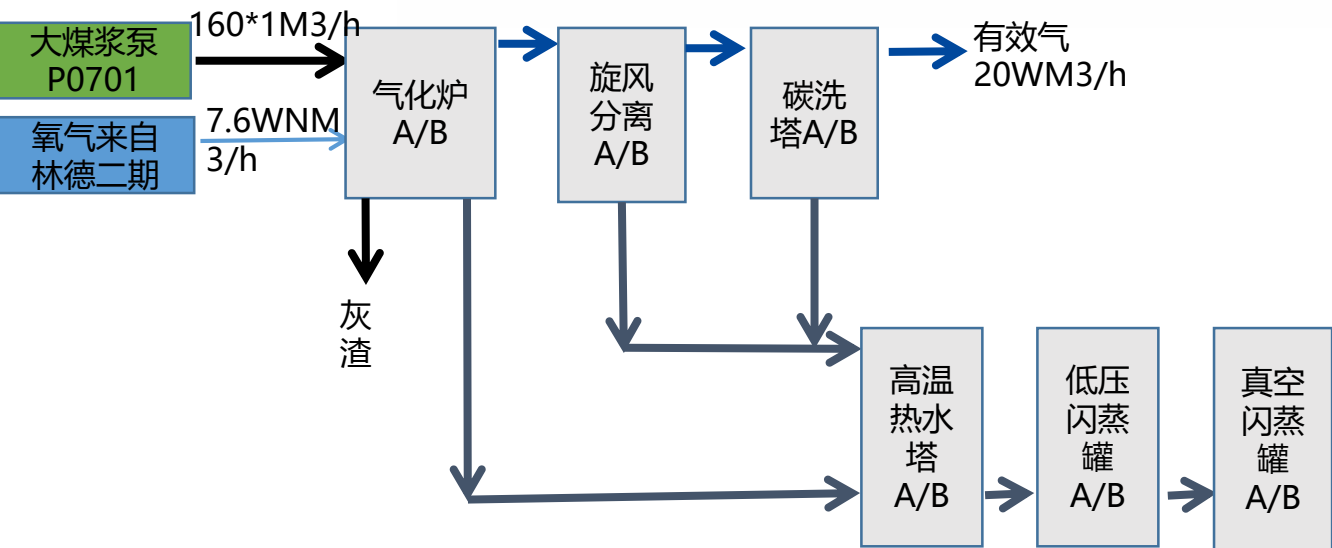 160*1M3/h
大煤浆泵
P0701
7.6WNM
3/h
氧气来自
林德二期
气化炉
A/B
旋风
分离
A/B
碳洗
塔A/B
有效气
20WM3/h
灰
渣
高温
热水
塔
A/B
低压
闪蒸
罐
A/B
真空
闪蒸
罐
A/B